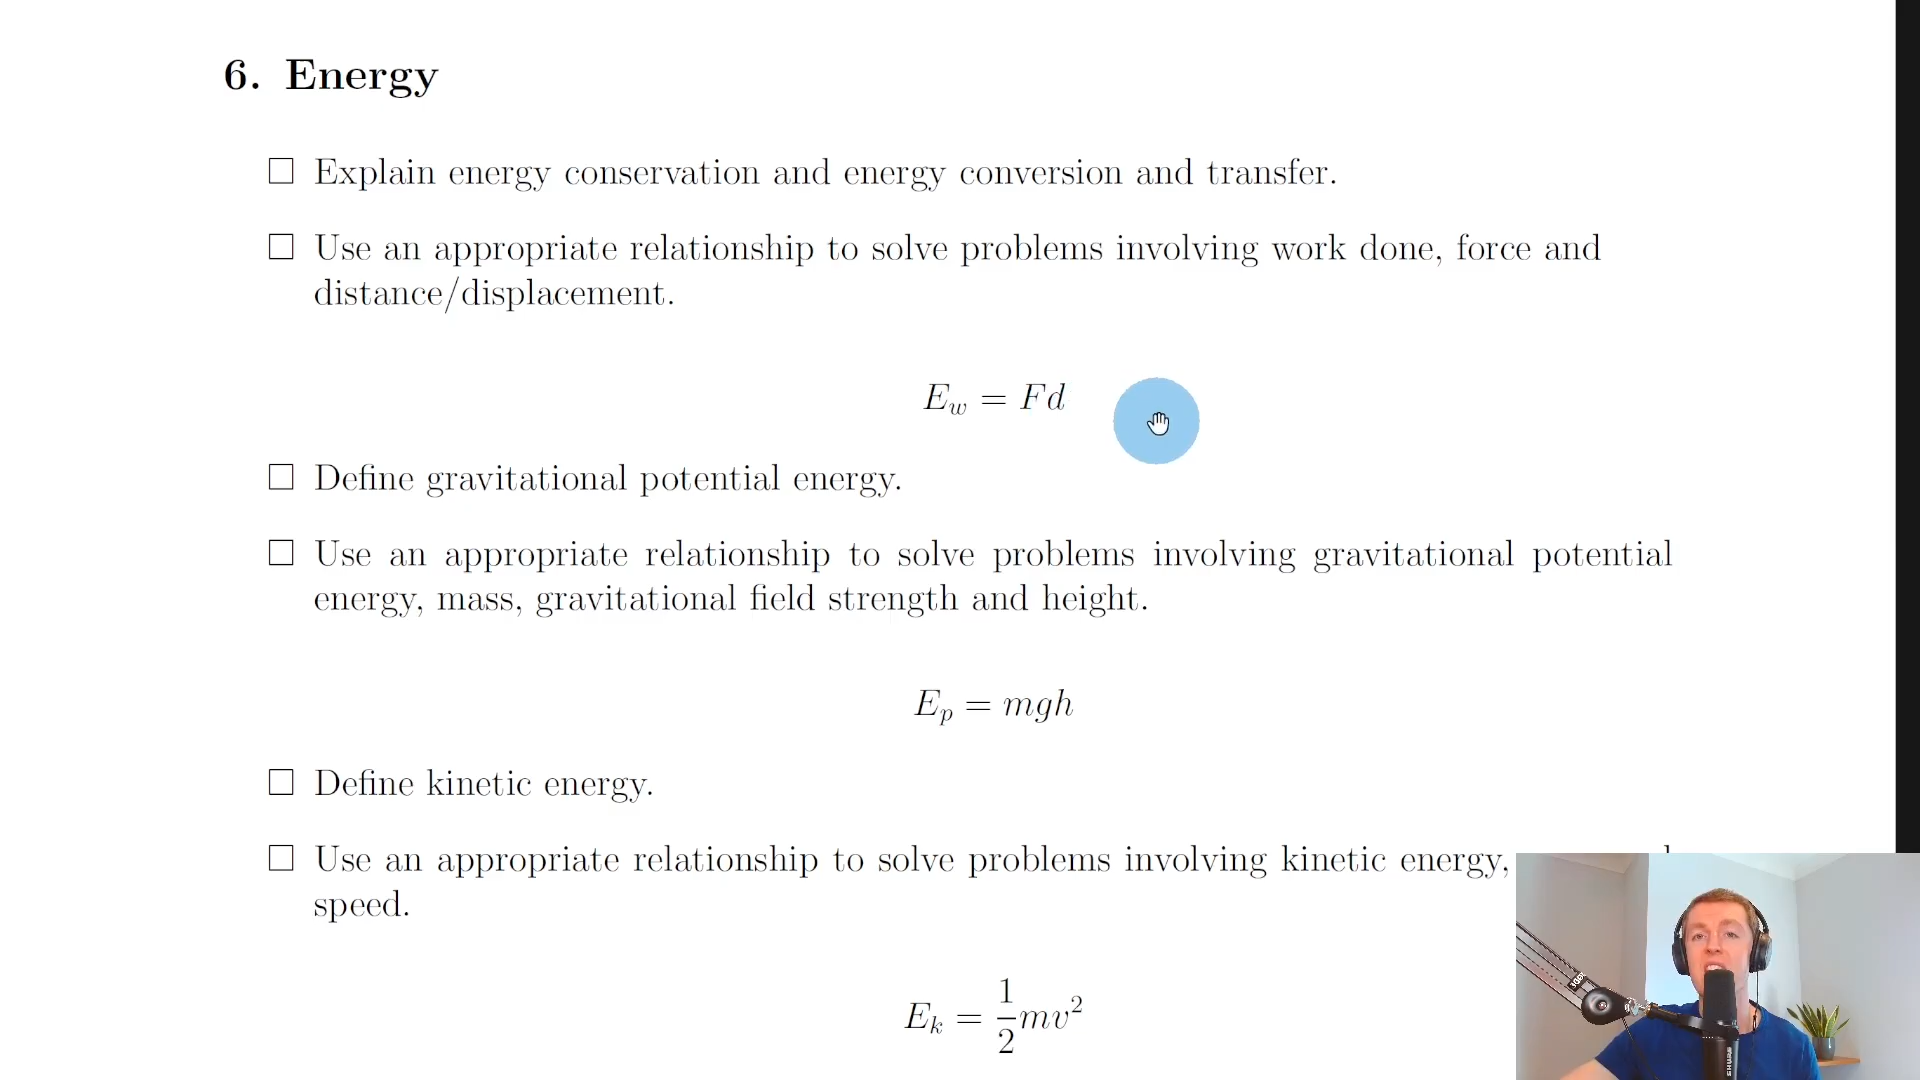 6. Energy
☐ Explain energy conservation and energy conversion and transfer.
☐ Use an appropriate relationship to solve problems involving work done, force and
distance/displacement.
E_w = Fd
☐ Define gravitational potential energy.
☐ Use an appropriate relationship to solve problems involving gravitational potential
energy, mass, gravitational field strength and height.
E_p = mgh
☐ Define kinetic energy.
☐ Use an appropriate relationship to solve problems involving kinetic energy,
speed.
E_k = \frac{1}{2}mv^2